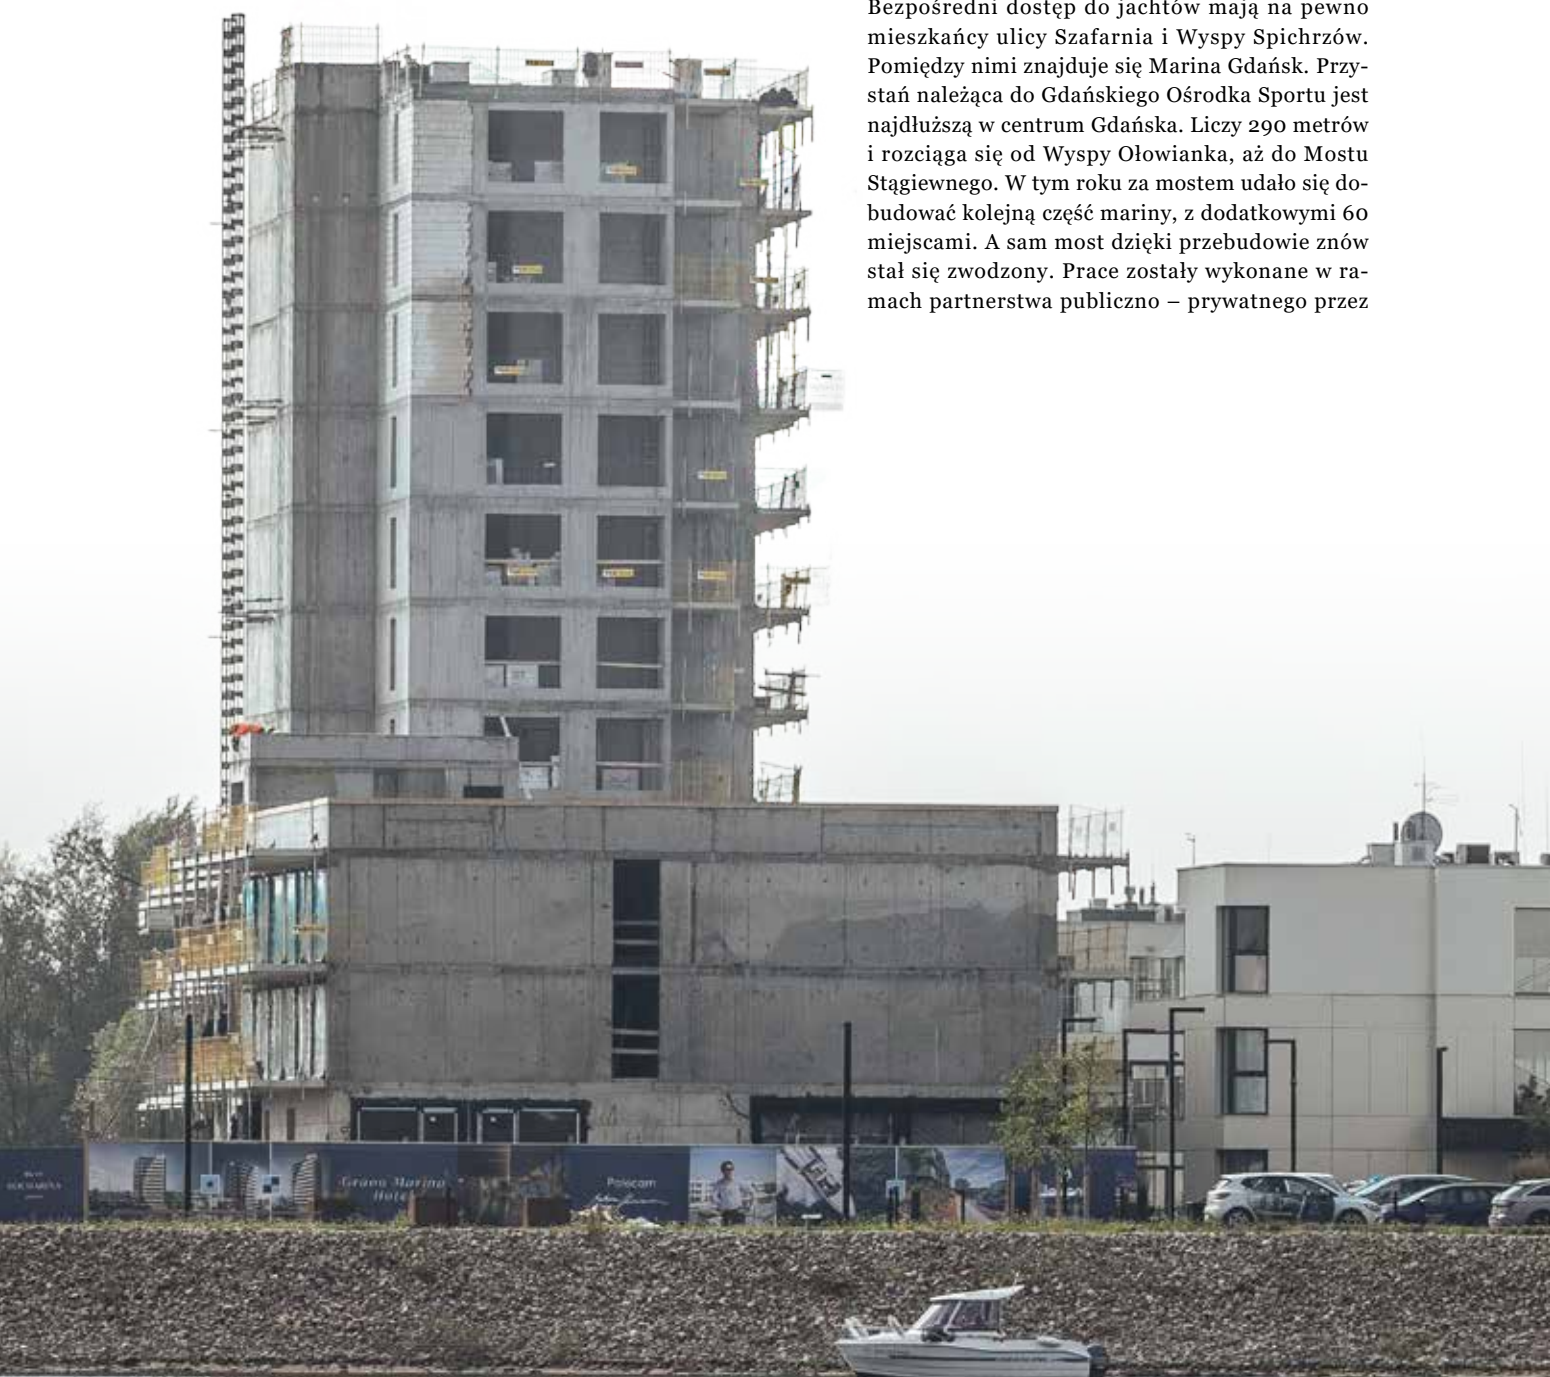 Bezpośredni dostęp do jachtów mają na pewno
mieszkańcy ulicy Szafarnia i Wyspy Spichrzów.
Pomiędzy nimi znajduje się Marina Gdańsk. Przy-
stań należąca do Gdańskiego Ośrodka Sportu jest
najdłuższą w centrum Gdańska. Liczy 290 metrów
i rozciąga się od Wyspy Ołowianka, aż do Mostu
Stągiewnego. W tym roku za mostem udało się do-
budować kolejną część mariny, z dodatkowymi 60
miejscami. A sam most dzięki przebudowie znów
stał się zwodzony. Prace zostały wykonane w ra-
mach partnerstwa publiczno – prywatnego przez
Grano Marina
Hotel
Polecam